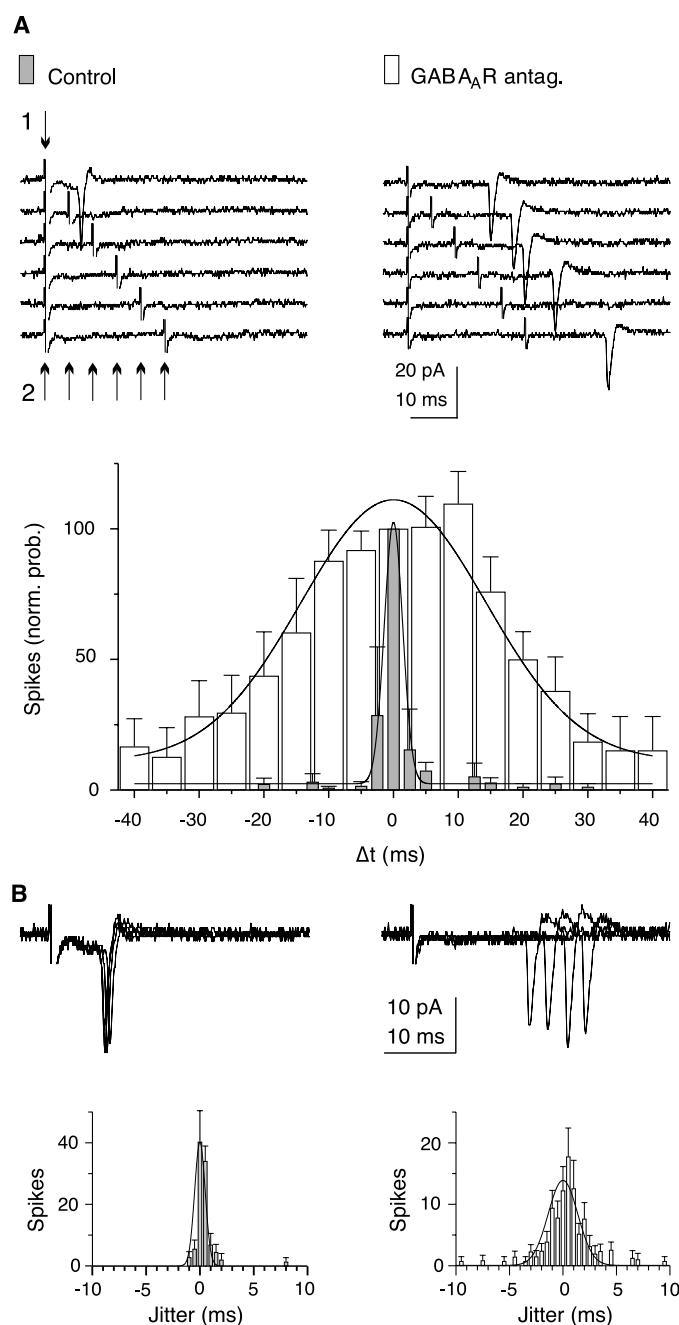 A
Control
GABA_AR antag.
1
2
20 pA
10 ms
Spikes (norm. prob.)
100
50
0
-40 -30 -20 -10 0 10 20 30 40
Δt (ms)
B
10 pA
10 ms
Spikes
40
20
0
-10 -5 0 5 10
Jitter (ms)
Spikes
20
10
0
-10 -5 0 5 10
Jitter (ms)